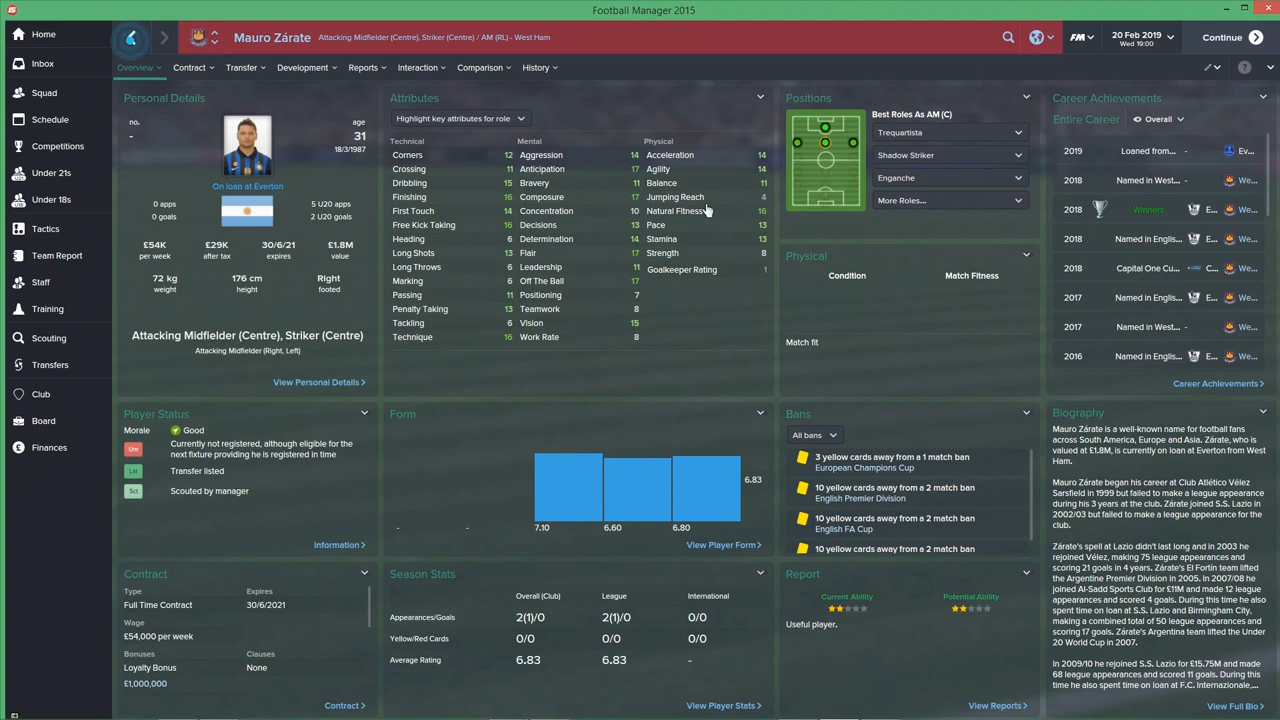 Football Manager 2015
Home
Inbox
Squad
Schedule
Competitions
Under 21s
Under 18s
Tactics
Team Report
Staff
Training
Scouting
Transfers
Club
Board
Finances
Mauro Zárate
Attacking Midfielder (Centre), Striker (Centre) / AM (RL) - West Ham
FM
20 Feb 2019
Wed 19:00
Continue
Overview Contract Transfer Development Reports Interaction Comparison History
Personal Details
no.
-
age
31
18/3/1987
On loan at Everton
0 apps
0 goals
5 U20 apps
2 U20 goals
£54K per week
£29K after tax
30/6/21 expires
£1.8M value
72 kg weight
176 cm height
Right footed
Attacking Midfielder (Centre), Striker (Centre)
Attacking Midfielder (Right, Left)
View Personal Details
Attributes
Highlight key attributes for role
Technical Mental Physical
Corners 12 Aggression 14 Acceleration 14
Crossing 11 Anticipation 17 Agility 14
Dribbling 15 Bravery 11 Balance 11
Finishing 16 Composure 17 Jumping Reach 4
First Touch 14 Concentration 10 Natural Fitness 16
Free Kick Taking 16 Decisions 13 Pace 13
Heading 6 Determination 14 Stamina 13
Long Shots 13 Flair 17 Strength 8
Long Throws 6 Leadership 11 Goalkeeper Rating 1
Marking 6 Off The Ball 17
Passing 11 Positioning 7
Penalty Taking 13 Teamwork 8
Tackling 6 Vision 15
Technique 16 Work Rate 8
Positions
Best Roles As AM (C)
Trequartista
Shadow Striker
Enganche
More Roles...
Physical
Condition Match Fitness
Match fit
Career Achievements
Entire Career Overall
2019 Loaned from... - Ev...
2018 Named in West... - We...
2018 Winners E... We...
2018 Named in Englis... E... We...
2018 Capital One Cu... C... We...
2017 Named in Englis... E... We...
2017 Named in West... - We...
2016 Named in Englis... E... We...
Career Achievements
Player Status
Morale Good
Unr Currently not registered, although eligible for the
next fixture providing he is registered in time
Lst Transfer listed
Sct Scouted by manager
Information
Form
- - 7.10 6.60 6.80
6.83
View Player Form
Bans
All bans
3 yellow cards away from a 1 match ban
European Champions Cup
10 yellow cards away from a 2 match ban
English Premier Division
10 yellow cards away from a 2 match ban
English FA Cup
10 yellow cards away from a 2 match ban
Biography
Mauro Zárate is a well-known name for football fans
across South America, Europe and Asia. Zárate, who is
valued at £1.8M, is currently on loan at Everton from West
Ham.
Mauro Zárate began his career at Club Atlético Vélez
Sarsfield in 1999 but failed to make a league appearance
during his 3 years at the club. Zárate joined S.S. Lazio in
2002/03 but failed to make a league appearance for the
club.
Zárate's spell at Lazio didn't last long and in 2003 he
rejoined Vélez, making 75 league appearances and
scoring 21 goals in 4 years. Zárate's El Fortín team lifted
the Argentine Premier Division in 2005. In 2007/08 he
joined Al-Sadd Sports Club for £11M and made 12 league
appearances and scored 4 goals. During this time he also
spent time on loan at S.S. Lazio and Birmingham City,
making a combined total of 50 league appearances and
scoring 17 goals. Zárate's Argentina team lifted the Under
20 World Cup in 2007.
In 2009/10 he rejoined S.S. Lazio for £15.75M and made
68 league appearances and scored 11 goals. During this
time he also spent time on loan at F.C. Internazionale,...
View Full Bio
Contract
Type Expires
Full Time Contract 30/6/2021
Wage
£54,000 per week
Bonuses Clauses
Loyalty Bonus None
£1,000,000
Contract
Season Stats
Overall (Club) League International
Appearances/Goals 2(1)/0 2(1)/0 0/0
Yellow/Red Cards 0/0 0/0 0/0
Average Rating 6.83 6.83 -
View Player Stats
Report
Current Ability Potential Ability
Useful player.
View Reports